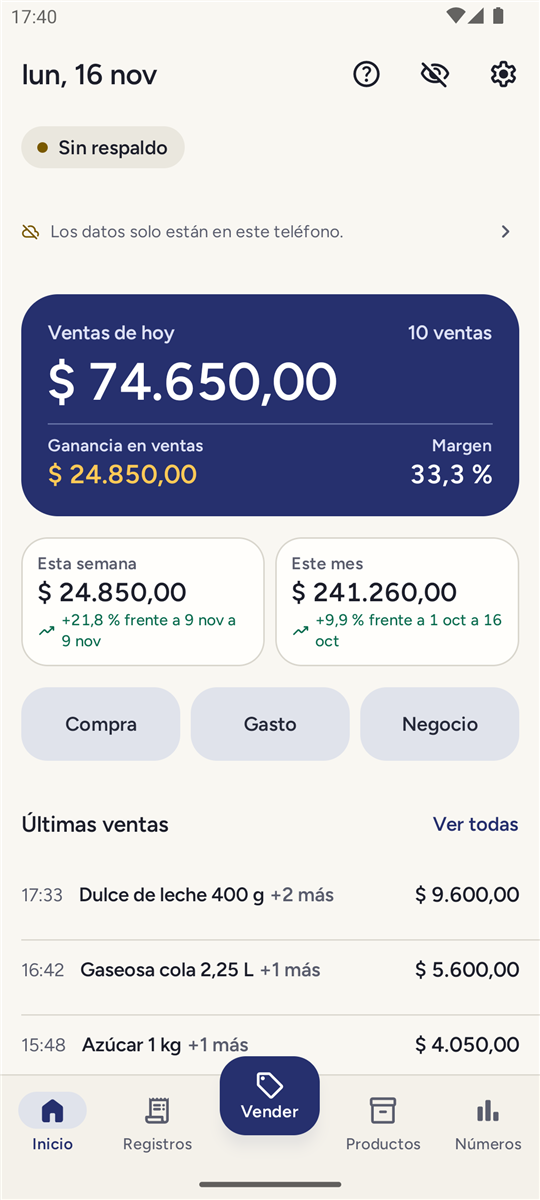 17:40
lun, 16 nov
Sin respaldo
Los datos solo están en este teléfono.
Ventas de hoy
10 ventas
$ 74.650,00
Ganancia en ventas
Margen
$ 24.850,00
33,3 %
Esta semana
$ 24.850,00
+21,8 % frente a 9 nov a
9 nov
Este mes
$ 241.260,00
+9,9 % frente a 1 oct a 16
oct
Compra
Gasto
Negocio
Últimas ventas
Ver todas
17:33 Dulce de leche 400 g +2 más $ 9.600,00
16:42 Gaseosa cola 2,25 L +1 más $ 5.600,00
15:48 Azúcar 1 kg +1 más $ 4.050,00
Vender
Inicio
Registros
Productos
Números